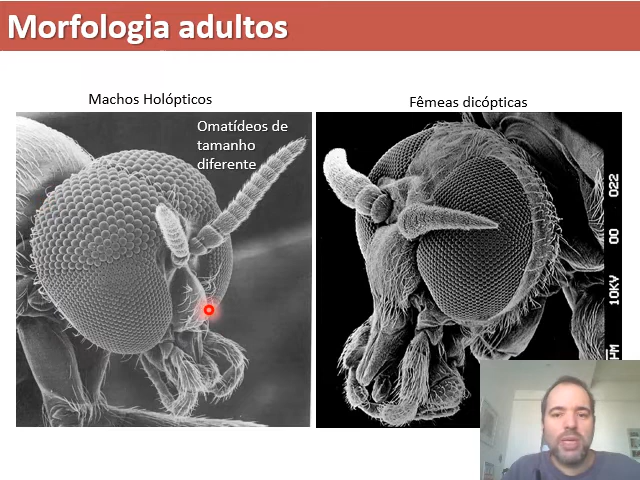 Morfologia adultos
Machos Holópticos
Fêmeas dicópticas
Omatídeos de
tamanho
diferente
10KV 00 022